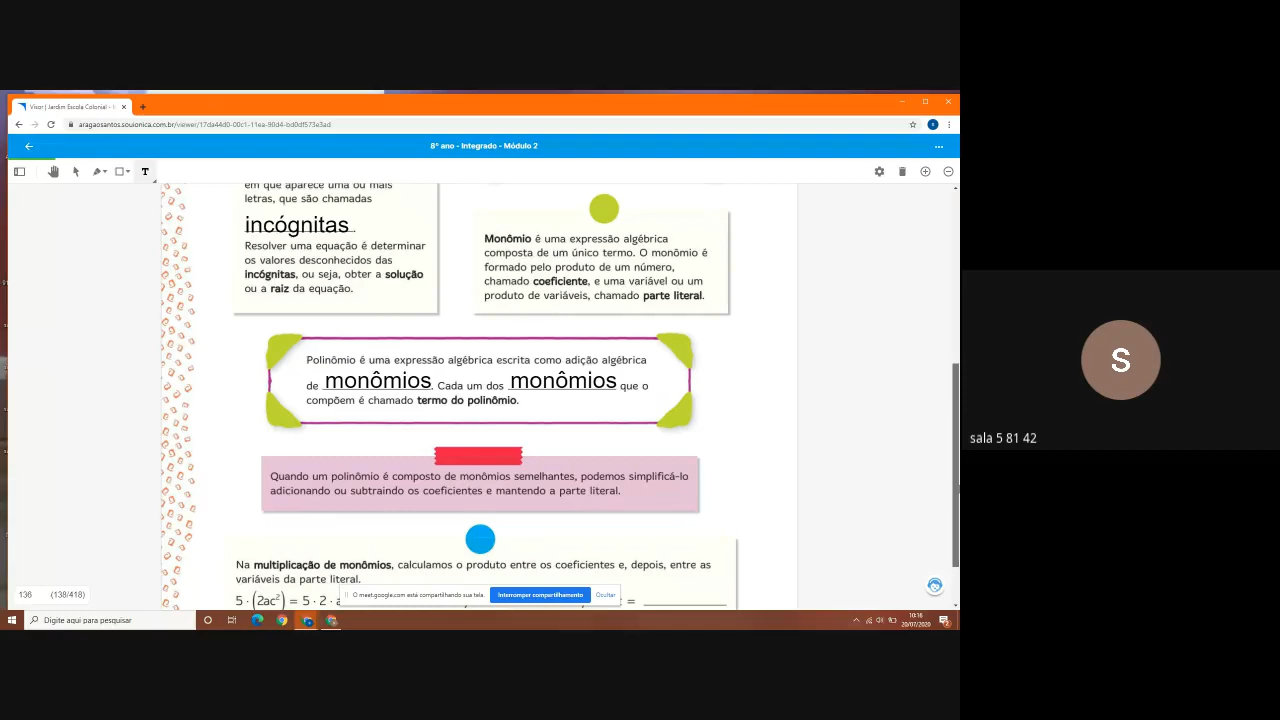 Visor | Jardim Escola Colonial - I
aragaosantos.souionica.com.br/viewer/17da44d0-00c1-11ea-90d4-bd0df573e3ad
8º ano - Integrado - Módulo 2
T
em que aparece uma ou mais
letras, que são chamadas
incógnitas
Resolver uma equação é determinar
os valores desconhecidos das
incógnitas, ou seja, obter a solução
ou a raiz da equação.
Monômio é uma expressão algébrica
composta de um único termo. O monômio é
formado pelo produto de um número,
chamado coeficiente, e uma variável ou um
produto de variáveis, chamado parte literal.
Polinômio é uma expressão algébrica escrita como adição algébrica
de monômios. Cada um dos monômios que o
compõem é chamado termo do polinômio.
Quando um polinômio é composto de monômios semelhantes, podemos simplificá-lo
adicionando ou subtraindo os coeficientes e mantendo a parte literal.
Na multiplicação de monômios, calculamos o produto entre os coeficientes e, depois, entre as
variáveis da parte literal.
5 · (2ac²) = 5 · 2 · a
= ______
O meet.google.com está compartilhando sua tela.
Interromper compartilhamento
Ocultar
136 (138/418)
Digite aqui para pesquisar
10:16
20/07/2020
S
sala 5 81 42